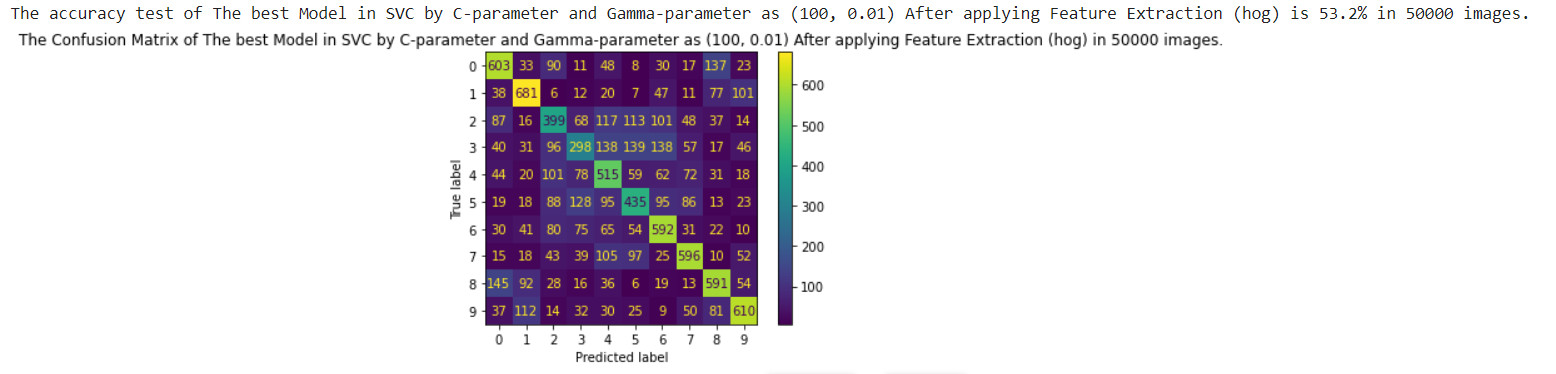 The accuracy test of The best Model in SVC by C-parameter and Gamma-parameter as (100, 0.01) After applying Feature Extraction (hog) is 53.2% in 50000 images.
The Confusion Matrix of The best Model in SVC by C-parameter and Gamma-parameter as (100, 0.01) After applying Feature Extraction (hog) in 50000 images.
True label
0 603 33 90 11 48 8 30 17 137 23
1 38 681 6 12 20 7 47 11 77 101
2 87 16 399 68 117 113 101 48 37 14
3 40 31 96 298 138 139 138 57 17 46
4 44 20 101 78 515 59 62 72 31 18
5 19 18 88 128 95 435 95 86 13 23
6 30 41 80 75 65 54 592 31 22 10
7 15 18 43 39 105 97 25 596 10 52
8 145 92 28 16 36 6 19 13 591 54
9 37 112 14 32 30 25 9 50 81 610
0 1 2 3 4 5 6 7 8 9
Predicted label
600
500
400
300
200
100